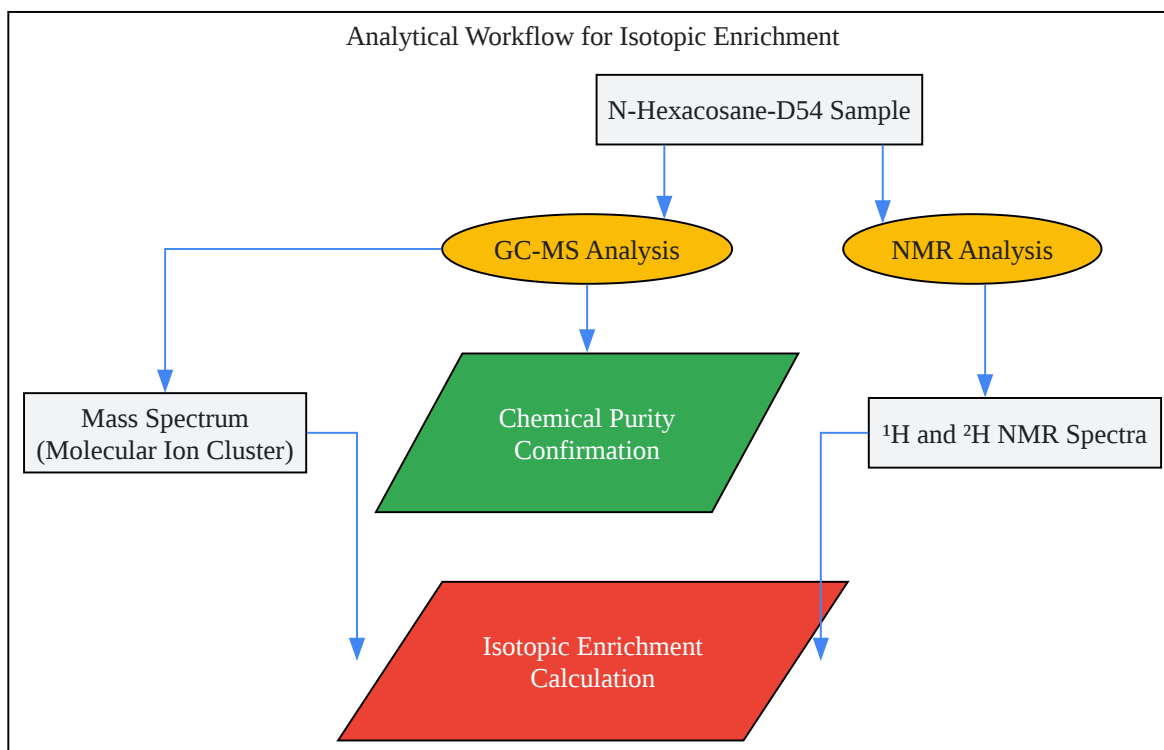 Analytical Workflow for Isotopic Enrichment
N-Hexacosane-D54 Sample
GC-MS Analysis
NMR Analysis
Mass Spectrum
(Molecular Ion Cluster)
Chemical Purity
Confirmation
¹H and ²H NMR Spectra
Isotopic Enrichment
Calculation